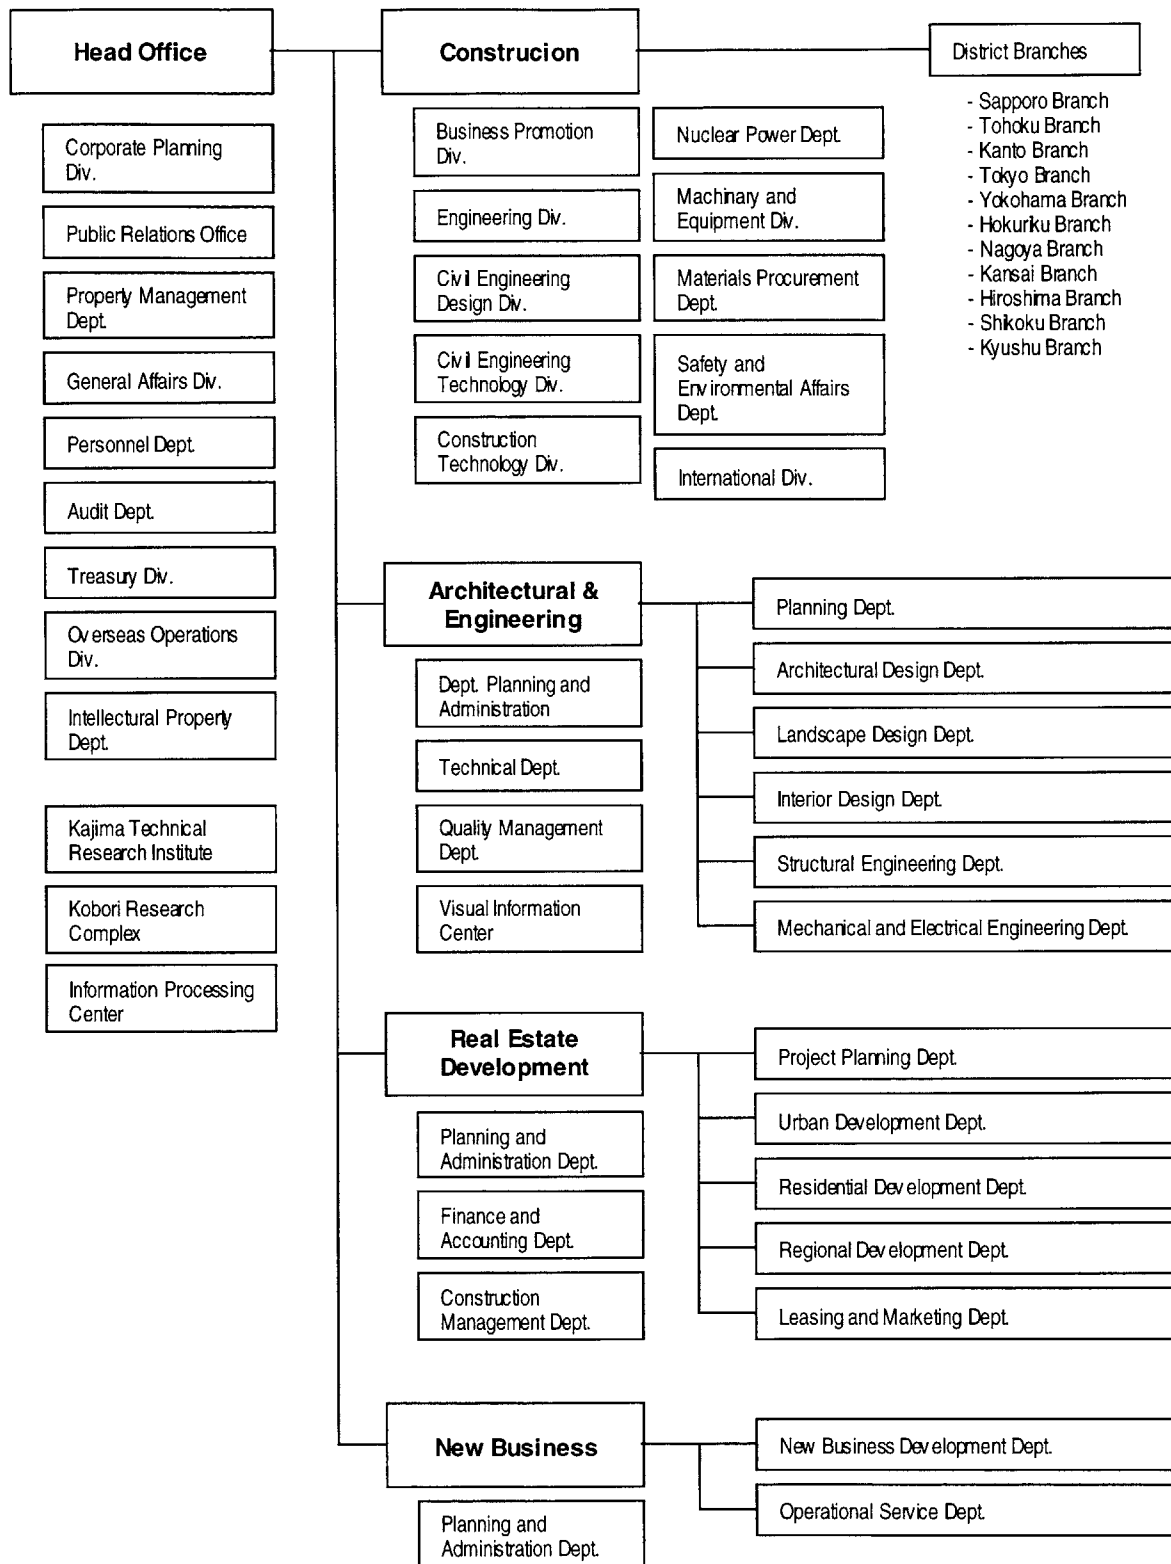 Head Office
Corporate Planning
Div.
Public Relations Office
Property Management
Dept.
General Affairs Div.
Personnel Dept.
Audit Dept.
Treasury Div.
Overseas Operations
Div.
Intellectural Property
Dept.
Kajima Technical
Research Institute
Kobori Research
Complex
Information Processing
Center
Construcion
Business Promotion
Div.
Engineering Div.
Civil Engineering
Design Div.
Civil Engineering
Technology Div.
Construction
Technology Div.
Nuclear Power Dept.
Machinary and
Equipment Div.
Materials Procurement
Dept.
Safety and
Environmental Affairs
Dept.
International Div.
District Branches
- Sapporo Branch
- Tohoku Branch
- Kanto Branch
- Tokyo Branch
- Yokohama Branch
- Hokuriku Branch
- Nagoya Branch
- Kansai Branch
- Hiroshima Branch
- Shikoku Branch
- Kyushu Branch
Architectural &
Engineering
Dept. Planning and
Administration
Technical Dept.
Quality Management
Dept.
Visual Information
Center
Planning Dept.
Architectural Design Dept.
Landscape Design Dept.
Interior Design Dept.
Structural Engineering Dept.
Mechanical and Electrical Engineering Dept.
Real Estate
Development
Planning and
Administration Dept.
Finance and
Accounting Dept.
Construction
Management Dept.
Project Planning Dept.
Urban Development Dept.
Residential Development Dept.
Regional Development Dept.
Leasing and Marketing Dept.
New Business
Planning and
Administration Dept.
New Business Development Dept.
Operational Service Dept.